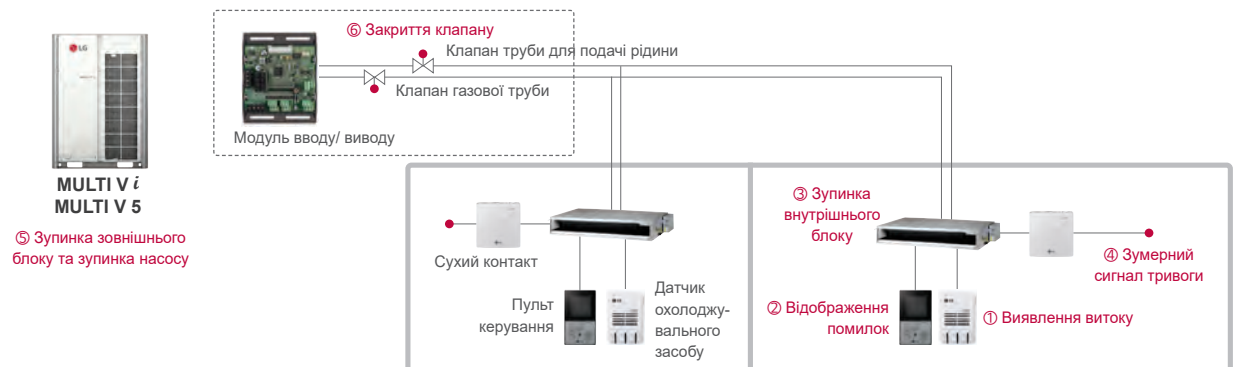 LG
MULTI V i
MULTI V 5
⑤ Зупинка зовнішнього
блоку та зупинка насосу
⑥ Закриття клапану
Клапан труби для подачі рідини
Клапан газової труби
Модуль вводу/ виводу
Сухий контакт
Пульт
керування
Датчик
охолоджу-
вального
засобу
③ Зупинка
внутрішнього
блоку
④ Зумерний
сигнал тривоги
② Відображення
помилок
① Виявлення витоку